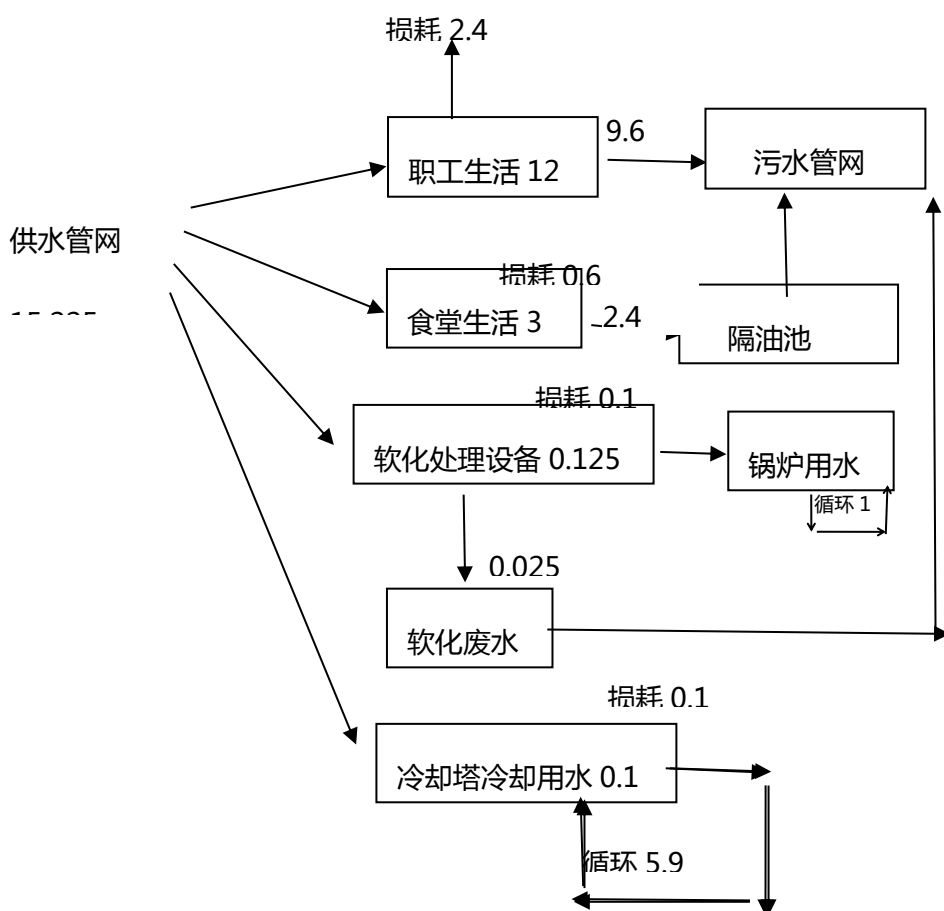 损耗 2.4
9.6
职工生活 12
污水管网
供水管网
损耗 0.6
食堂生活 3
2.4
隔油池
损耗 0.1
软化处理设备 0.125
锅炉用水
循环 1
0.025
软化废水
损耗 0.1
冷却塔冷却用水 0.1
循环 5.9